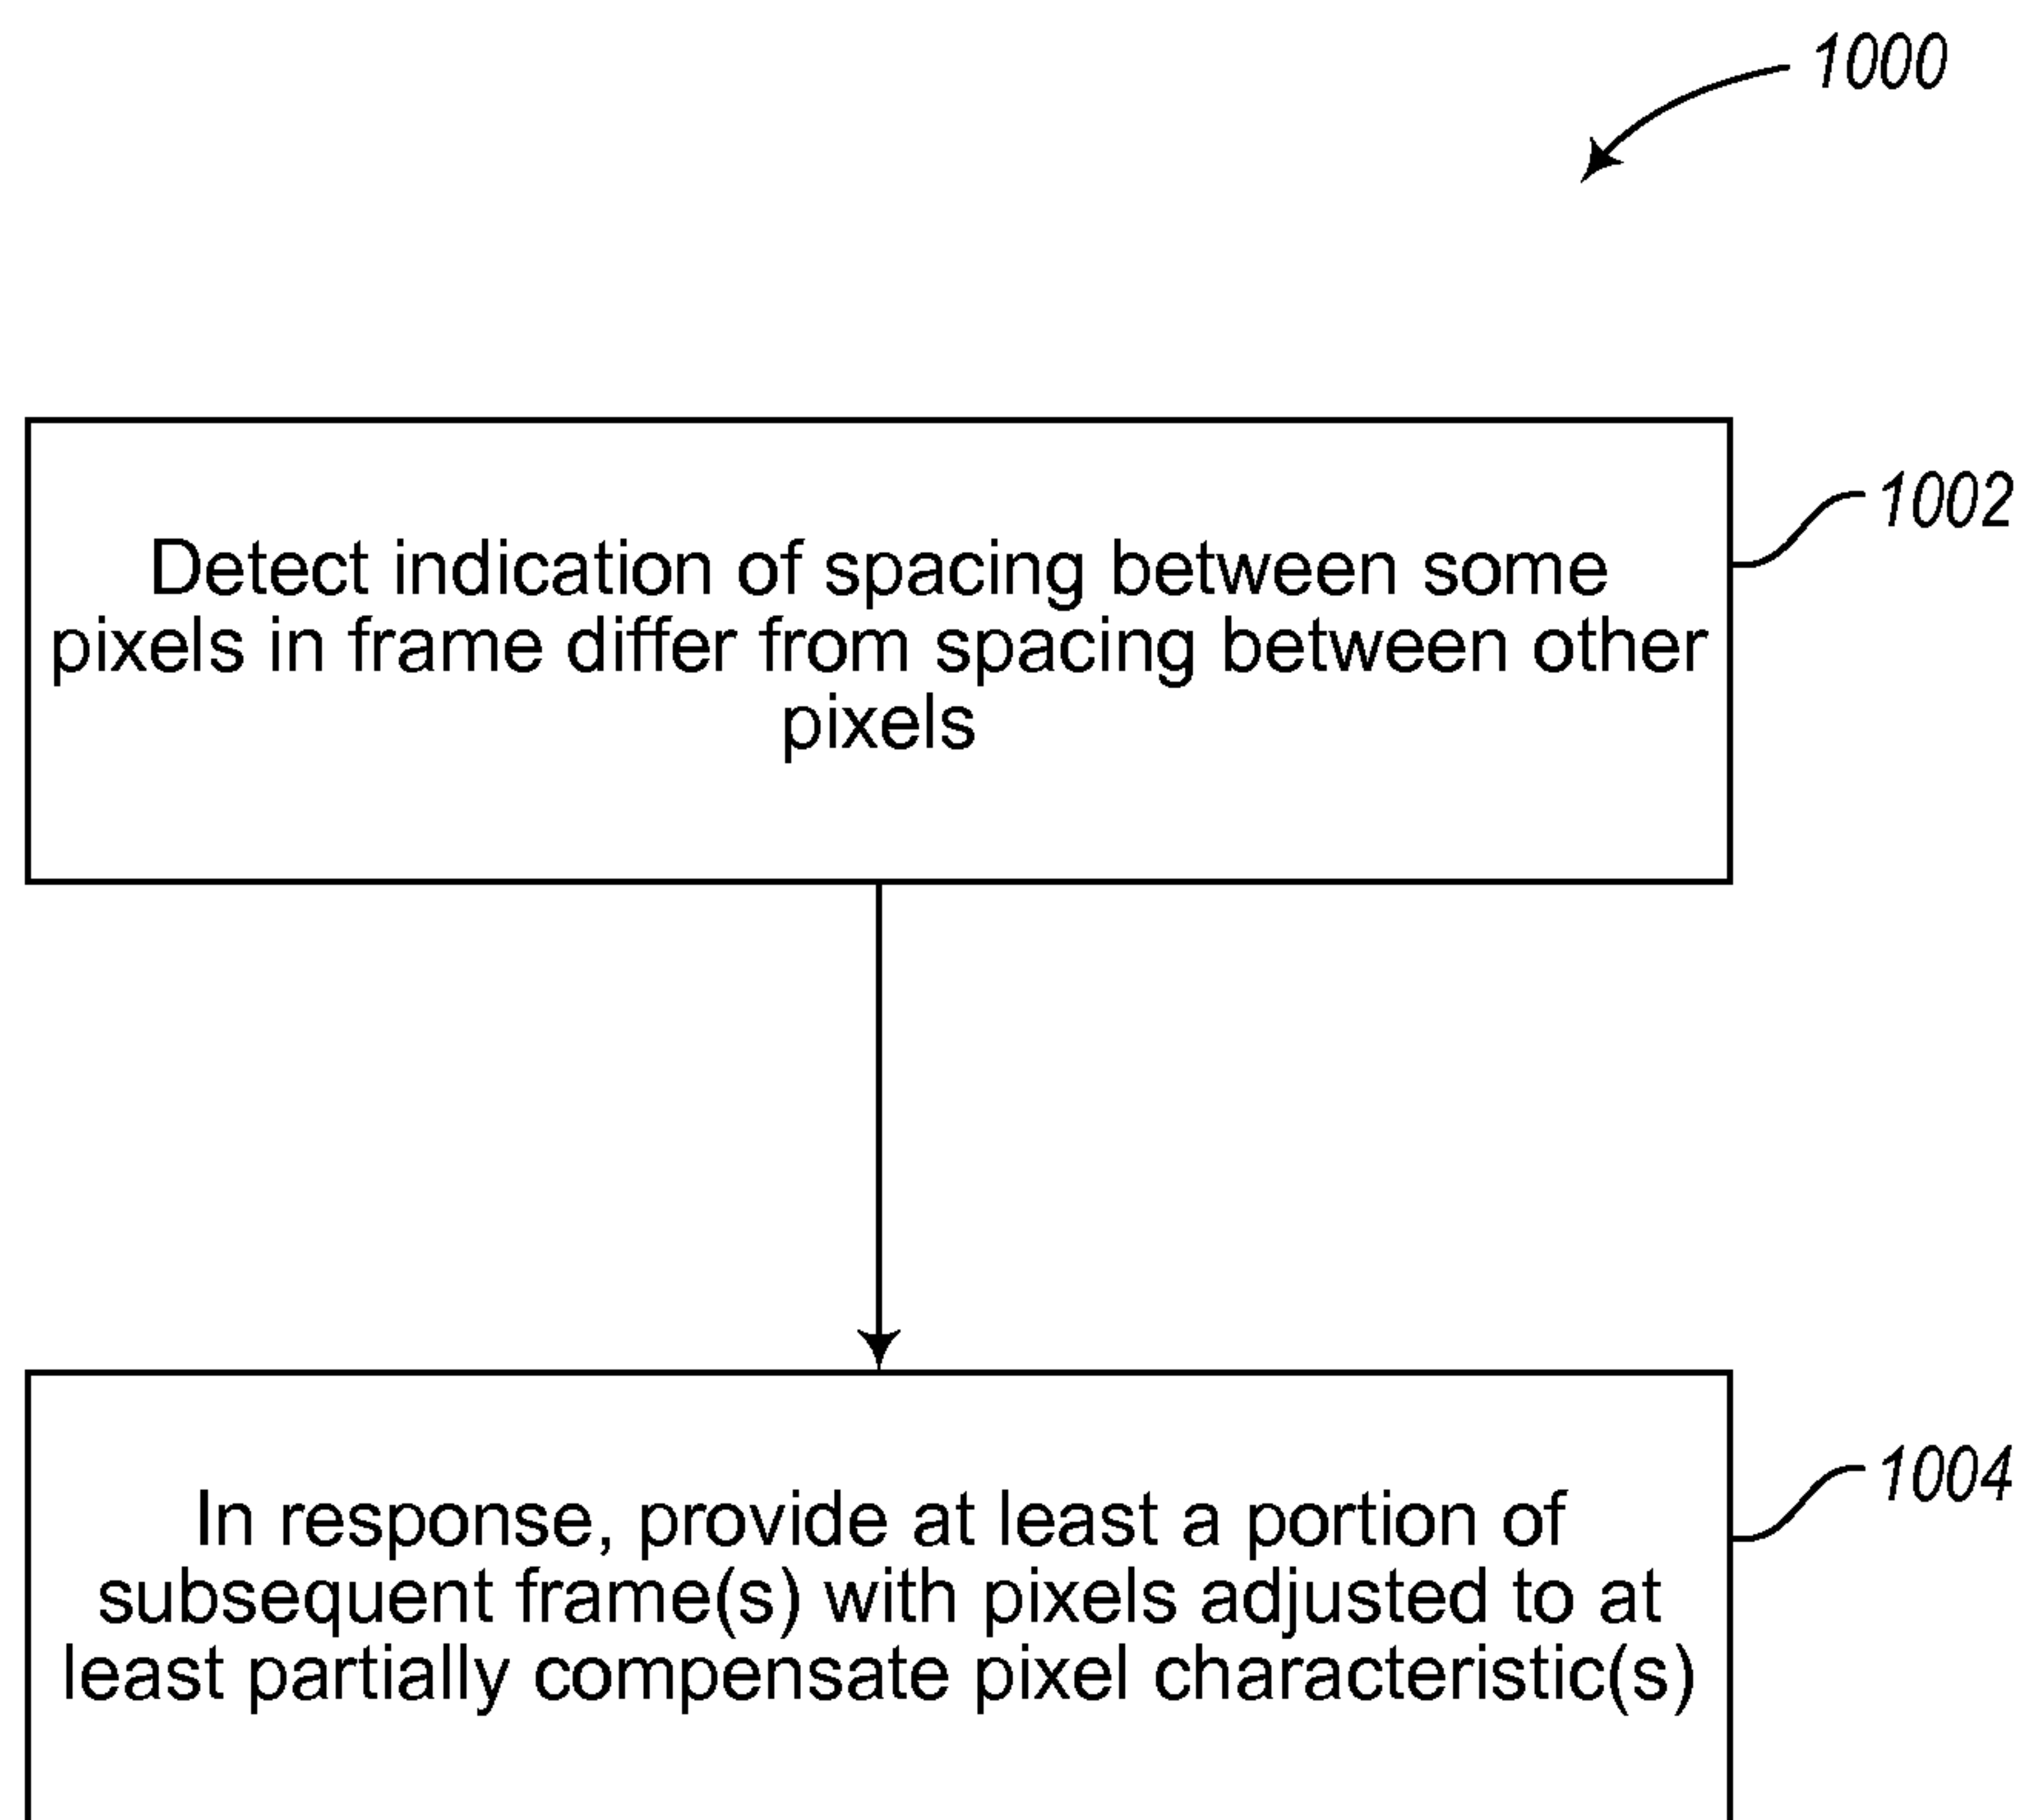 1000
1002
Detect indication of spacing between some
pixels in frame differ from spacing between other
pixels
1004
In response, provide at least a portion of
subsequent frame(s) with pixels adjusted to at
least partially compensate pixel characteristic(s)